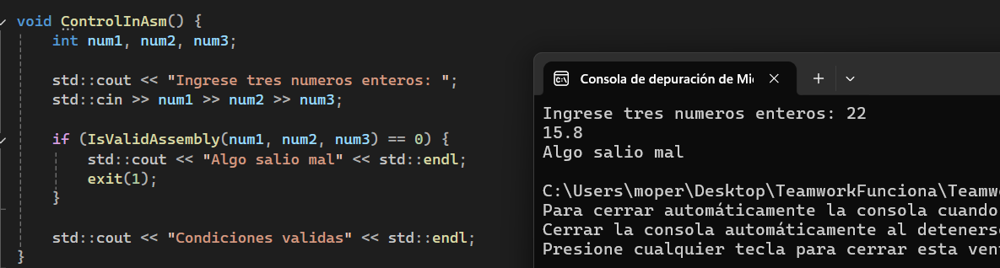 void ControlInAsm() {
int num1, num2, num3;
std::cout << "Ingrese tres numeros enteros: ";
std::cin >> num1 >> num2 >> num3;
if (IsValidAssembly(num1, num2, num3) == 0) {
std::cout << "Algo salio mal" << std::endl;
exit(1);
}
std::cout << "Condiciones validas" << std::endl;
}
Consola de depuración de Mi
Ingrese tres numeros enteros: 22
15.8
Algo salio mal
C:\Users\moper\Desktop\TeamworkFunciona\Teamw
Para cerrar automáticamente la consola cuando
Cerrar la consola automáticamente al deteners
Presione cualquier tecla para cerrar esta ven